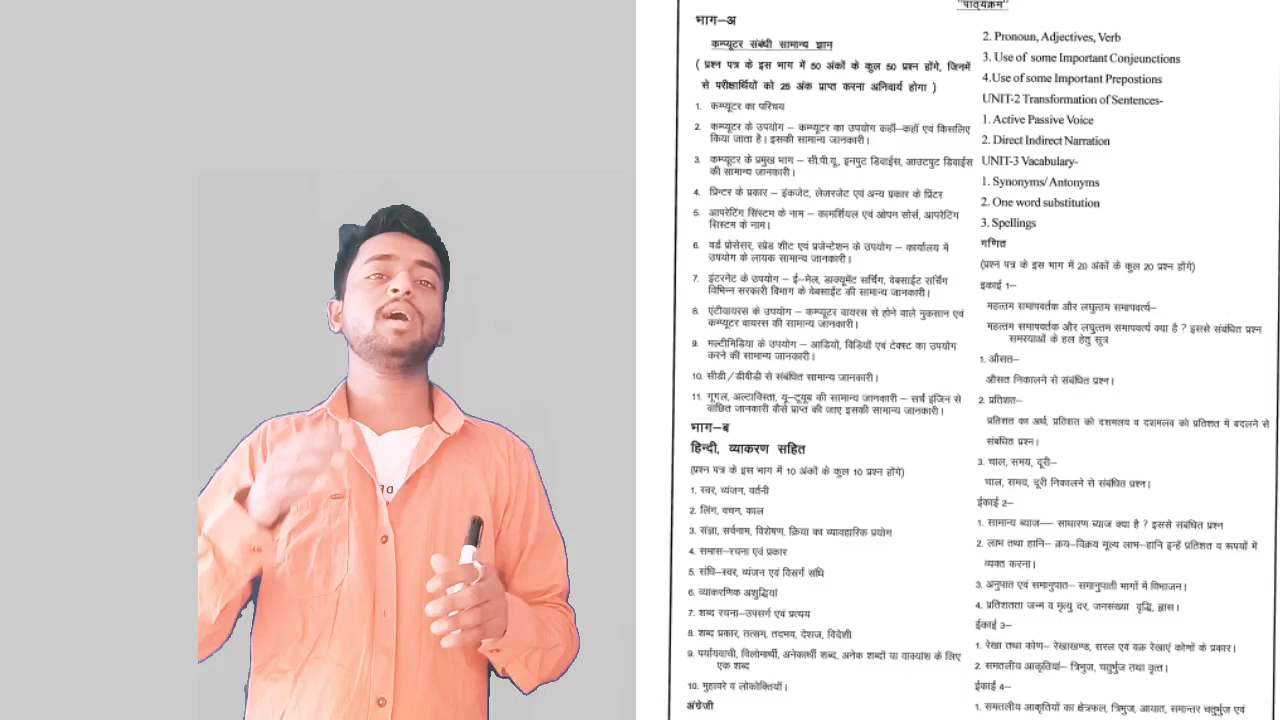 "पाठ्यक्रम"
भाग–अ
कम्प्यूटर संबंधी सामान्य ज्ञान
( प्रश्न पत्र के इस भाग में 50 अंकों के कुल 50 प्रश्न होंगे, जिनमें
से परीक्षार्थियों को 25 अंक प्राप्त करना अनिवार्य होगा )
1. कम्प्यूटर का परिचय
2. कम्प्यूटर के उपयोग – कम्प्यूटर का उपयोग कहाँ–कहाँ एवं किसलिए
किया जाता है। इसकी सामान्य जानकारी।
3. कम्प्यूटर के प्रमुख भाग – सी.पी.यू., इनपुट डिवाईस, आउटपुट डिवाईस
की सामान्य जानकारी।
4. प्रिन्टर के प्रकार – इंकजेट, लेजरजेट एवं अन्य प्रकार के प्रिंटर
5. आपरेटिंग सिस्टम के नाम – कामर्शियल एवं ओपन सोर्स, आपरेटिंग
सिस्टम के नाम।
6. वर्ड प्रोसेसर, स्प्रेड शीट एवं प्रजेन्टेशन के उपयोग – कार्यालय में
उपयोग के लायक सामान्य जानकारी।
7. इंटरनेट के उपयोग – ई–मेल, डाक्यूमेंट सर्चिंग, वेबसाईट सर्चिंग
विभिन्न सरकारी विभाग के वेबसाईट की सामान्य जानकारी।
8. एंटीवायरस के उपयोग – कम्प्यूटर वायरस से होने वाले नुकसान एवं
कम्प्यूटर वायरस की सामान्य जानकारी।
9. मल्टीमिडिया के उपयोग – आडियो, विडियो एवं टेक्स्ट का उपयोग
करने की सामान्य जानकारी।
10. सीडी/डीवीडी से संबंधित सामान्य जानकारी।
11. गूगल, अल्टाविस्ता, यू–ट्यूब की सामान्य जानकारी – सर्च इंजिन से
वांछित जानकारी कैसे प्राप्त की जाए इसकी सामान्य जानकारी।
भाग–ब
हिन्दी, व्याकरण सहित
(प्रश्न पत्र के इस भाग में 10 अंकों के कुल 10 प्रश्न होंगे)
1. स्वर, व्यंजन, वर्तनी
2. लिंग, वचन, काल
3. संज्ञा, सर्वनाम, विशेषण, क्रिया का व्यावहारिक प्रयोग
4. समास–रचना एवं प्रकार
5. संधि–स्वर, व्यंजन एवं विसर्ग संधि
6. व्याकरणिक अशुद्धियां
7. शब्द रचना–उपसर्ग एवं प्रत्यय
8. शब्द प्रकार, तत्सम, तदभव, देशज, विदेशी
9. पर्यायवाची, विलोमार्थी, अनेकार्थी शब्द, अनेक शब्दों या वाक्यांश के लिए
एक शब्द
10. मुहावरे व लोकोक्तियाँ।
अंग्रेजी
2. Pronoun, Adjectives, Verb
3. Use of some Important Conjeunctions
4.Use of some Important Prepostions
UNIT-2 Transformation of Sentences-
1. Active Passive Voice
2. Direct Indirect Narration
UNIT-3 Vacabulary-
1. Synonyms/Antonyms
2. One word substitution
3. Spellings
गणित
(प्रश्न पत्र के इस भाग में 20 अंकों के कुल 20 प्रश्न होंगे)
इकाई 1–
महत्तम समापवर्तक और लघुत्तम समापवर्त्य–
महत्तम समापवर्तक और लघुत्तम समापवर्त्य क्या है ? इससे संबंधित प्रश्न
समस्याओं के हल हेतु सूत्र
1. औसत–
औसत निकालने से संबंधित प्रश्न।
2. प्रतिशत–
प्रतिशत का अर्थ, प्रतिशत को दशमलव व दशमलव को प्रतिशत में बदलने से
संबंधित प्रश्न।
3. चाल, समय, दूरी–
चाल, समय, दूरी निकालने से संबंधित प्रश्न।
ईकाई 2–
1. सामान्य ब्याज–– साधारण ब्याज क्या है ? इससे संबंधित प्रश्न
2. लाभ तथा हानि– क्रय–विक्रय मूल्य लाभ–हानि इन्हें प्रतिशत व रूपयों में
व्यक्त करना।
3. अनुपात एवं समानुपात– समानुपाती भागों में विभाजन।
4. प्रतिशतता जन्म व मृत्यु दर, जनसंख्या वृद्धि, ह्रास।
ईकाई 3–
1. रेखा तथा कोण– रेखाखण्ड, सरल एवं वक्र रेखाएं कोणों के प्रकार।
2. समतलीय आकृतियां– त्रिभुज, चतुर्भुज तथा वृत्त।
ईकाई 4–
1. समतलीय आकृतियों का क्षेत्रफल, त्रिभुज, आयात, समान्तर चतुर्भुज एवं